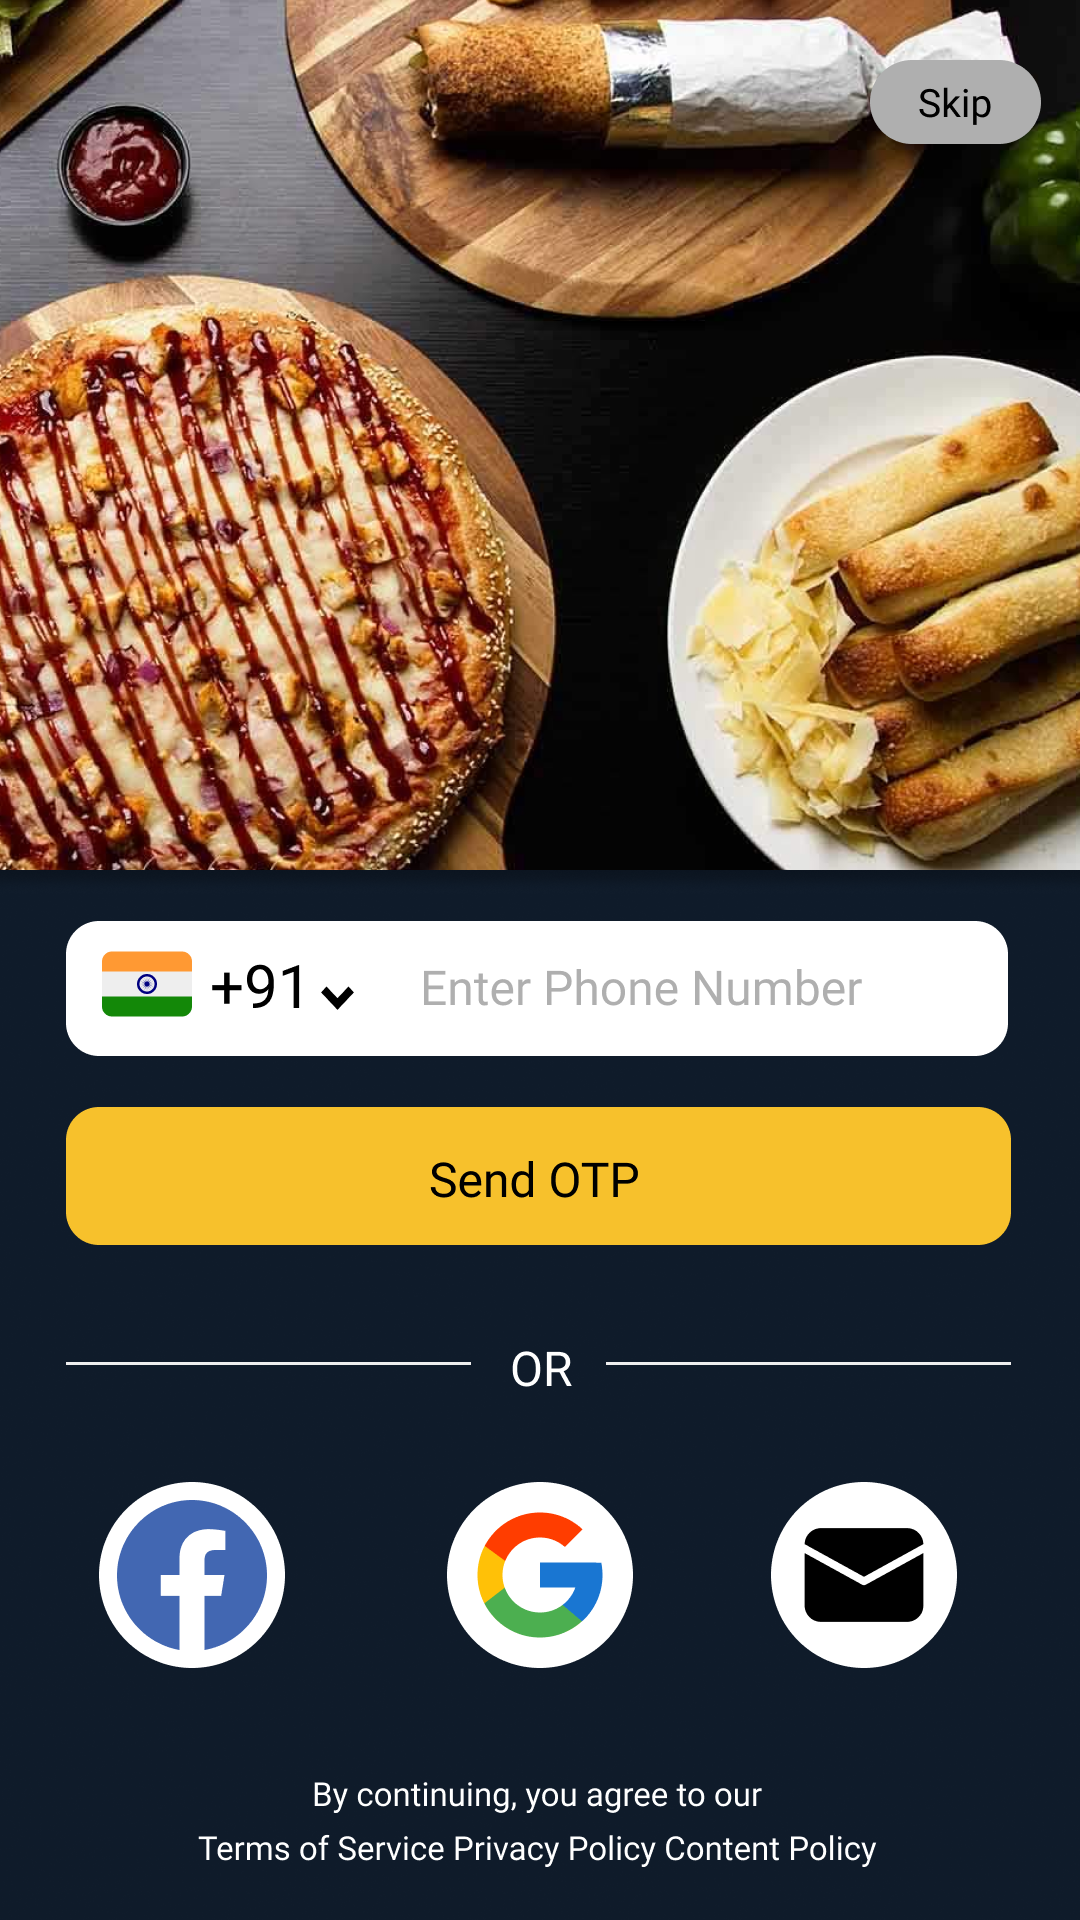 Skip
+91 Enter Phone Number
Send OTP
OR
By continuing, you agree to our
Terms of Service Privacy Policy Content Policy